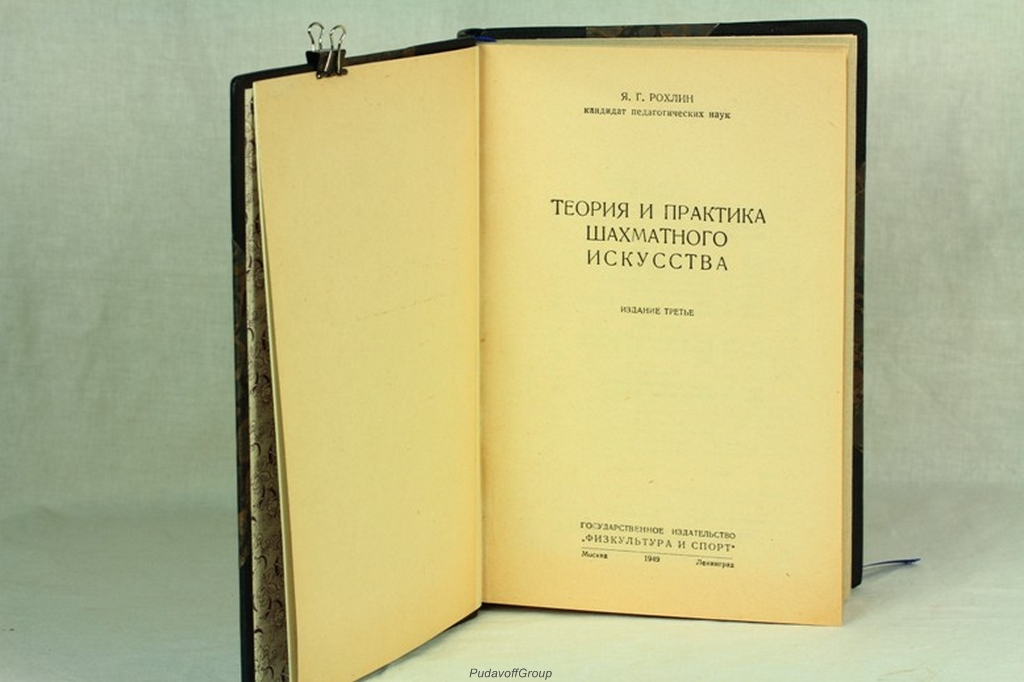 Я. Г. РОХЛИН
кандидат педагогических наук
ТЕОРИЯ И ПРАКТИКА
ШАХМАТНОГО
ИСКУССТВА
ИЗДАНИЕ ТРЕТЬЕ
ГОСУДАРСТВЕННОЕ ИЗДАТЕЛЬСТВО
„ФИЗКУЛЬТУРА И СПОРТ"
Москва 1949 Ленинград
PudavoffGroup